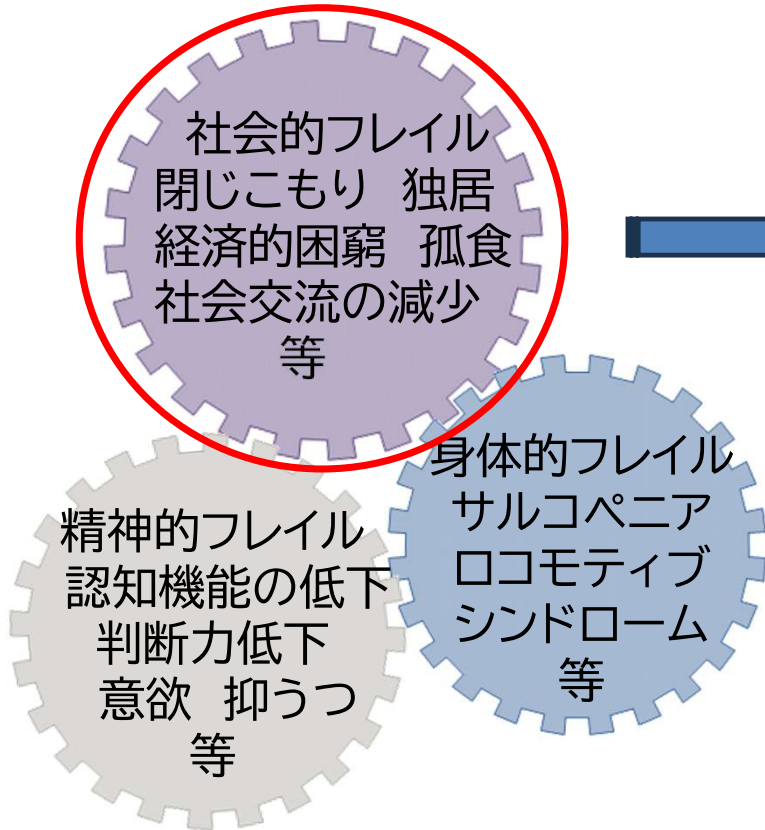 社会的フレイル
閉じこもり　独居
経済的困窮　孤食
社会交流の減少
等
身体的フレイル
サルコペニア
ロコモティブ
シンドローム
等
精神的フレイル
認知機能の低下
判断力低下
意欲　抑うつ
等